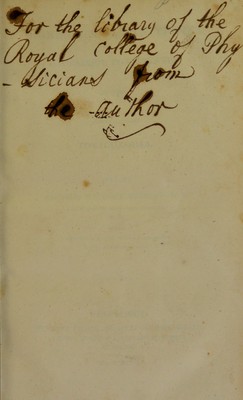 For the library of the
Royal College of Phy
- sicians from
the author